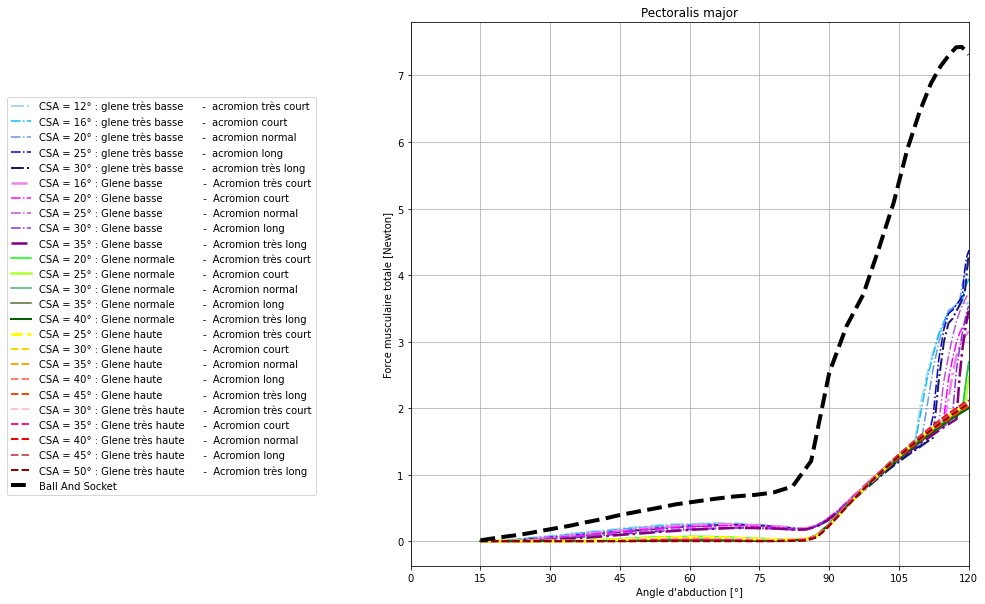 Pectoralis major
CSA = 12° : glene très basse - acromion très court
CSA = 16° : glene très basse - acromion court
CSA = 20° : glene très basse - acromion normal
CSA = 25° : glene très basse - acromion long
CSA = 30° : glene très basse - acromion très long
CSA = 16° : Glene basse - Acromion très court
CSA = 20° : Glene basse - Acromion court
CSA = 25° : Glene basse - Acromion normal
CSA = 30° : Glene basse - Acromion long
CSA = 35° : Glene basse - Acromion très long
CSA = 20° : Glene normale - Acromion très court
CSA = 25° : Glene normale - Acromion court
CSA = 30° : Glene normale - Acromion normal
CSA = 35° : Glene normale - Acromion long
CSA = 40° : Glene normale - Acromion très long
CSA = 25° : Glene haute - Acromion très court
CSA = 30° : Glene haute - Acromion court
CSA = 35° : Glene haute - Acromion normal
CSA = 40° : Glene haute - Acromion long
CSA = 45° : Glene haute - Acromion très long
CSA = 30° : Glene très haute - Acromion très court
CSA = 35° : Glene très haute - Acromion court
CSA = 40° : Glene très haute - Acromion normal
CSA = 45° : Glene très haute - Acromion long
CSA = 50° : Glene très haute - Acromion très long
Ball And Socket
Force musculaire totale [Newton]
7
6
5
4
3
2
1
0
0 15 30 45 60 75 90 105 120
Angle d'abduction [°]